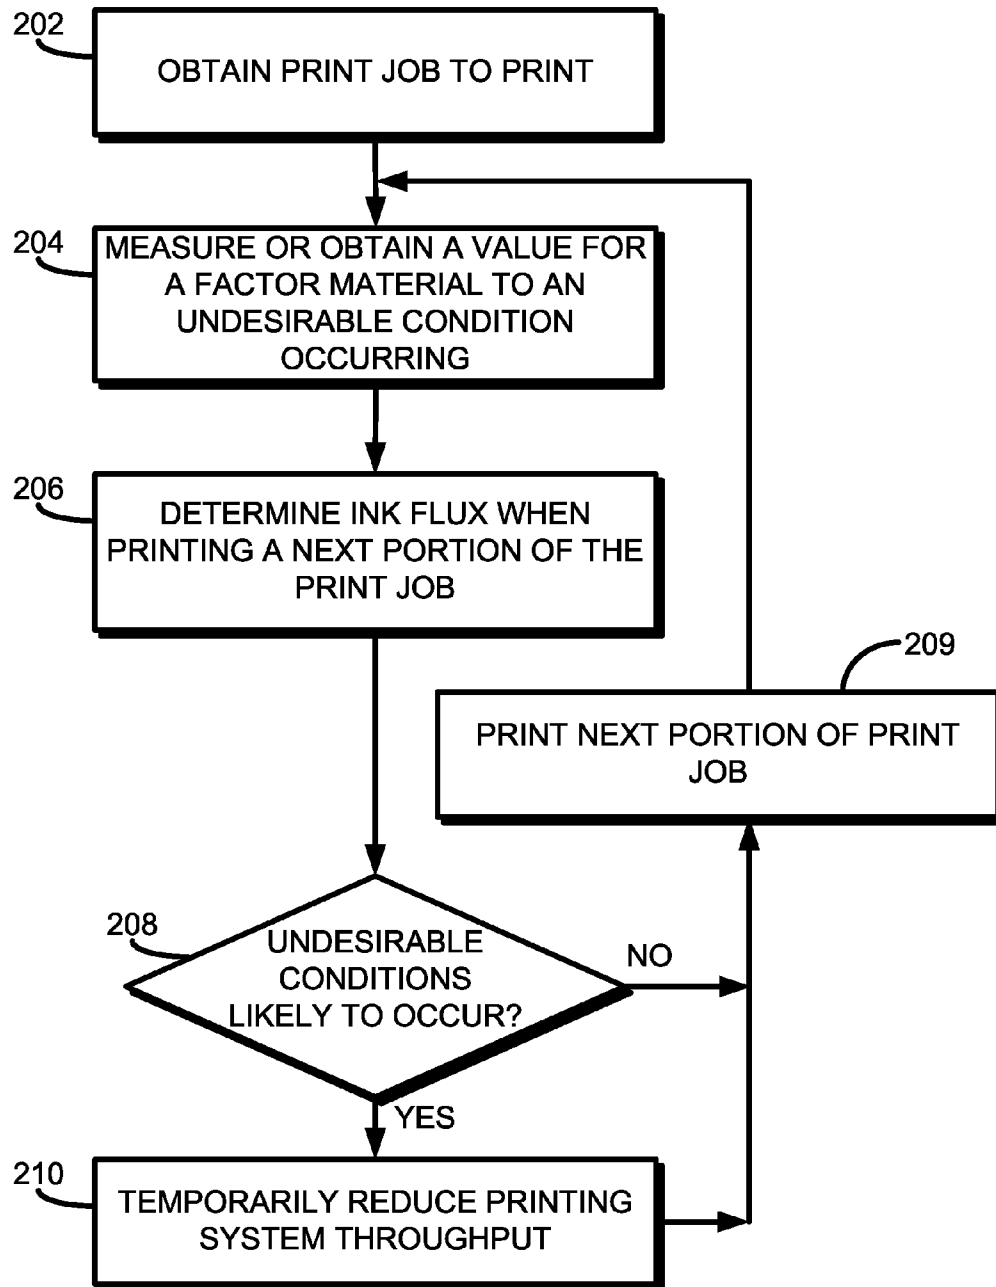 202
OBTAIN PRINT JOB TO PRINT
204
MEASURE OR OBTAIN A VALUE FOR
A FACTOR MATERIAL TO AN
UNDESIRABLE CONDITION
OCCURRING
206
DETERMINE INK FLUX WHEN
PRINTING A NEXT PORTION OF THE
PRINT JOB
209
PRINT NEXT PORTION OF PRINT
JOB
208
UNDESIRABLE
CONDITIONS
LIKELY TO OCCUR?
NO
YES
210
TEMPORARILY REDUCE PRINTING
SYSTEM THROUGHPUT